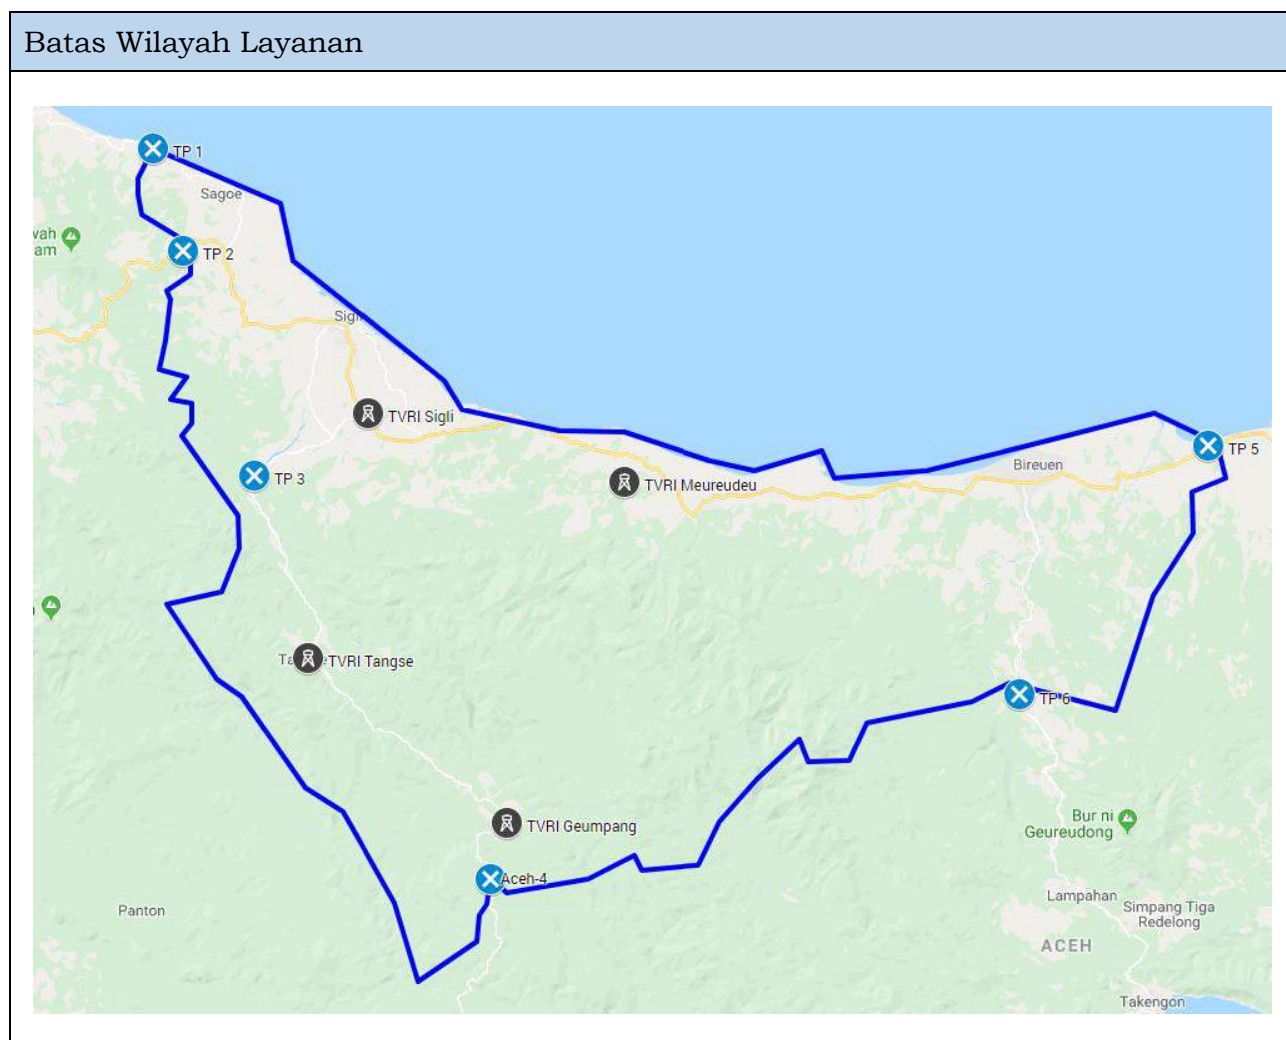 Batas Wilayah Layanan
TP 1
Sagoe
TP 2
Sigli
TVRI Sigli
TP 3
TVRI Meureudeu
Bireuen
TP 5
TVRI Tangse
TP 6
TVRI Geumpang
Aceh-4
Bur ni
Geureudong
Panton
Lampahan
Simpang Tiga
Redelong
ACEH
Takengon